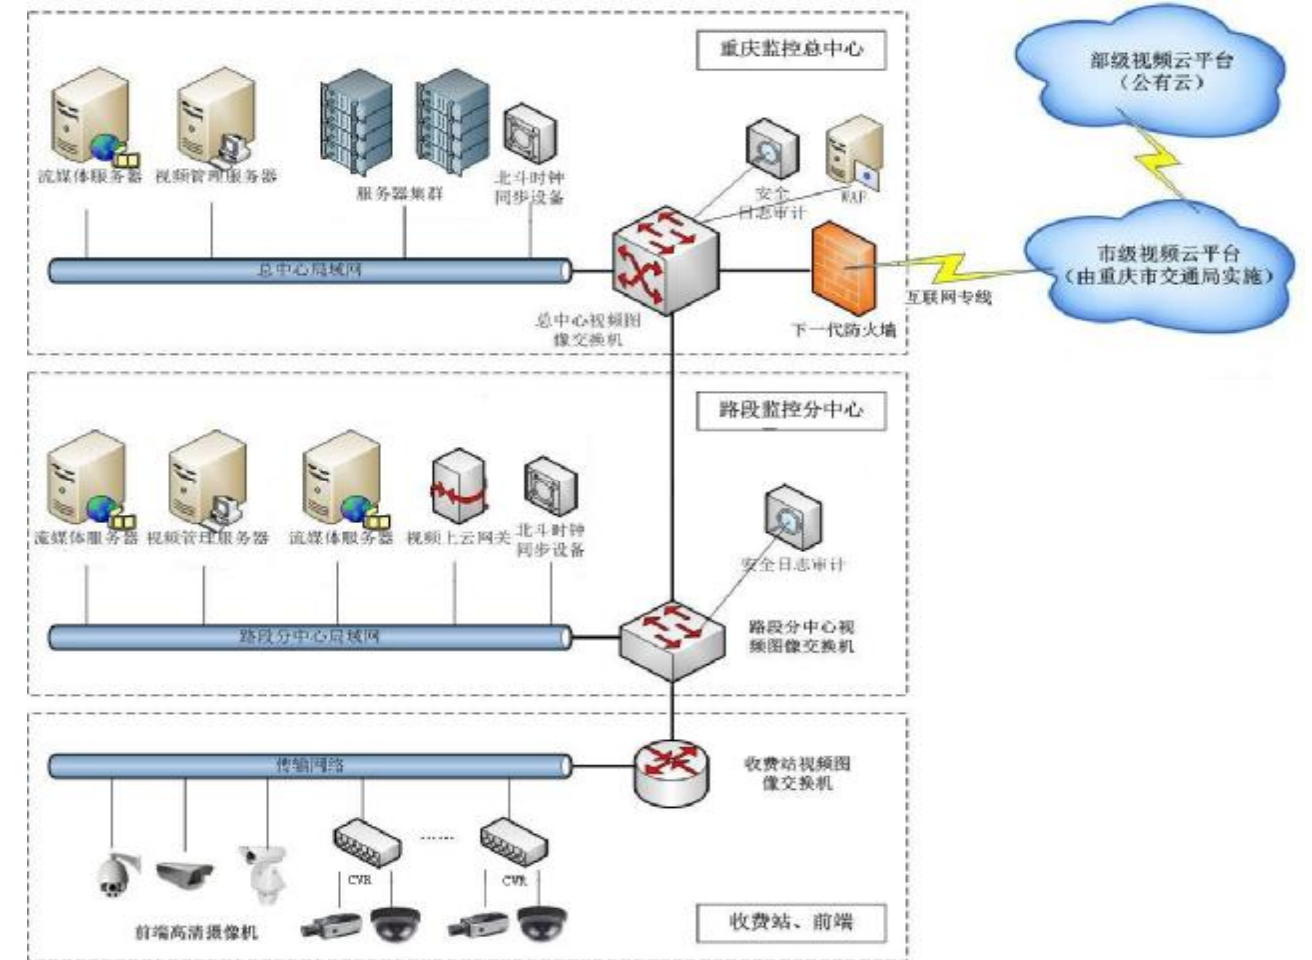 重庆监控总中心
部级视频云平台
（公有云）
流媒体服务器
视频管理服务器
服务器集群
北斗时钟
同步设备
安全
日志审计
WAF
总中心局域网
总中心视频图
像交换机
下一代防火墙
互联网专线
市级视频云平台
（由重庆市交通局实施）
路段监控分中心
流媒体服务器
视频管理服务器
流媒体服务器
视频上云网关
北斗时钟
同步设备
安全日志审计
路段分中心局域网
路段分中心视
频图像交换机
传输网络
收费站视频图
像交换机
......
CVR
CVR
前端高清摄像机
收费站、前端